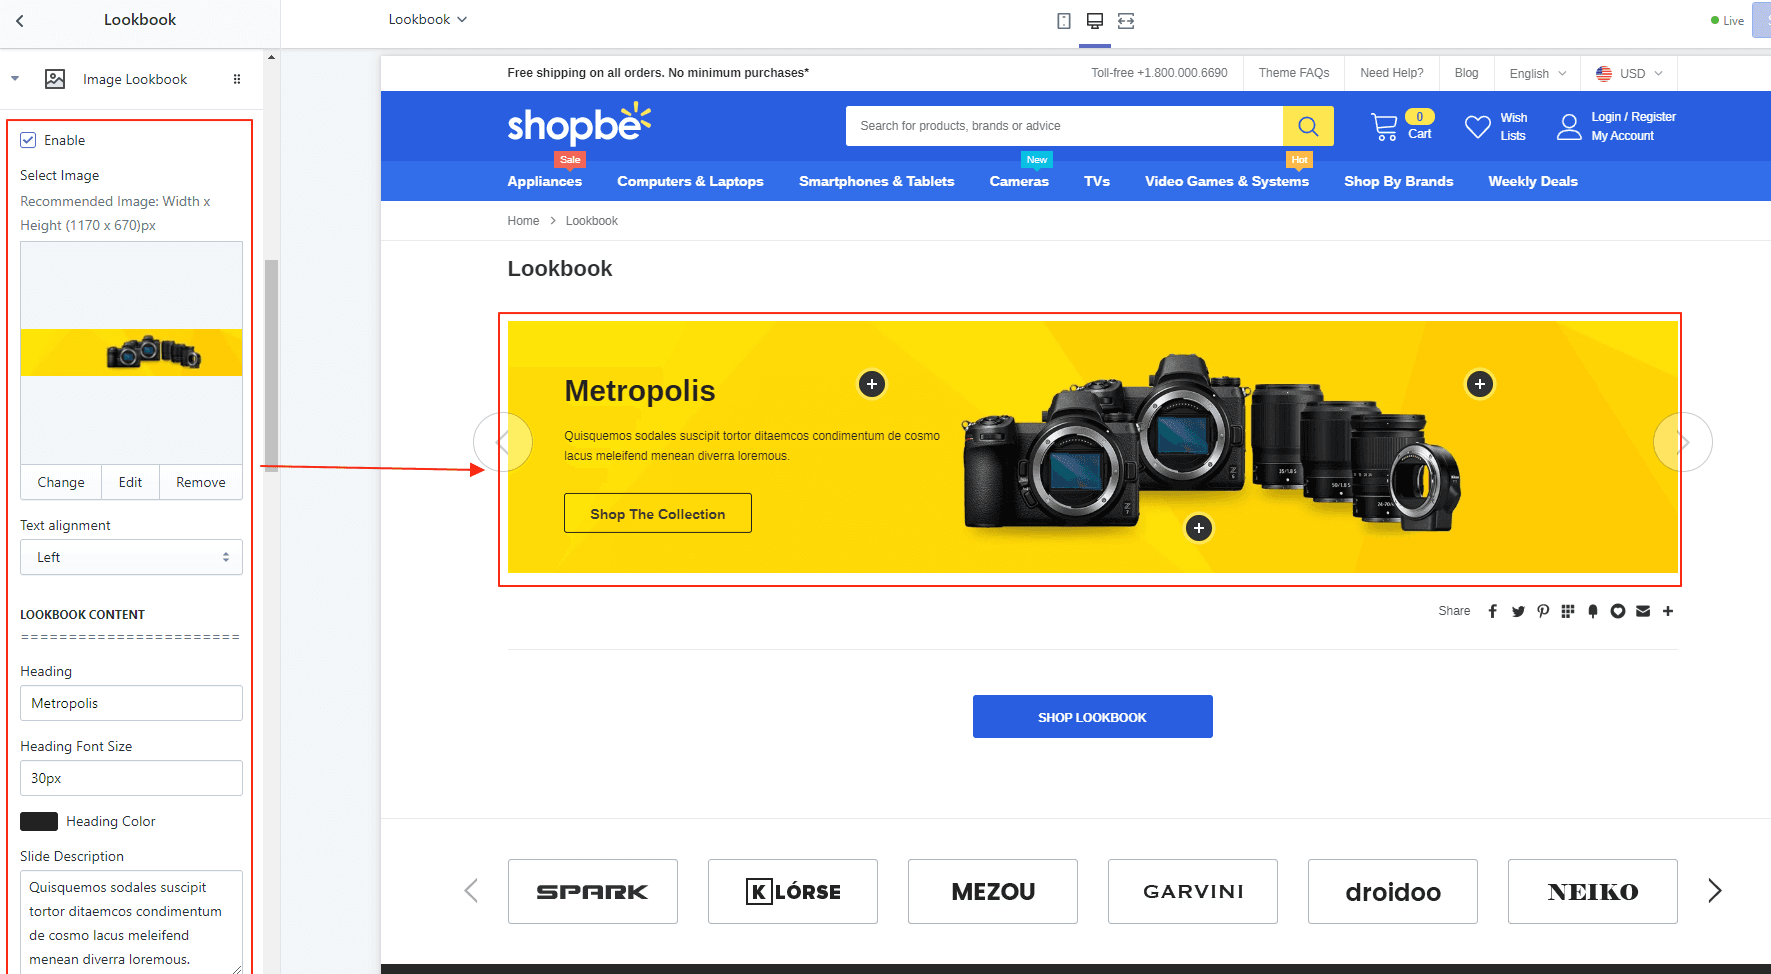 Lookbook
Lookbook
Live
Image Lookbook
Enable
Select Image
Recommended Image: Width x
Height (1170 x 670)px
Change
Edit
Remove
Text alignment
Left
LOOKBOOK CONTENT
=======================
Heading
Metropolis
Heading Font Size
30px
Heading Color
Slide Description
Quisquemos sodales suscipit
tortor ditaemcos condimentum
de cosmo lacus meleifend
menean diverra loremous.
Free shipping on all orders. No minimum purchases*
Toll-free +1.800.000.6690
Theme FAQs
Need Help?
Blog
English
USD
shopbe
Search for products, brands or advice
0
Cart
Wish
Lists
Login / Register
My Account
Sale
New
Hot
Appliances
Computers & Laptops
Smartphones & Tablets
Cameras
TVs
Video Games & Systems
Shop By Brands
Weekly Deals
Home > Lookbook
Lookbook
Metropolis
Quisquemos sodales suscipit tortor ditaemcos condimentum de cosmo
lacus meleifend menean diverra loremous.
Shop The Collection
Share
SHOP LOOKBOOK
SPARK
KLÓRSE
MEZOU
GARVINI
droidoo
NEIKO